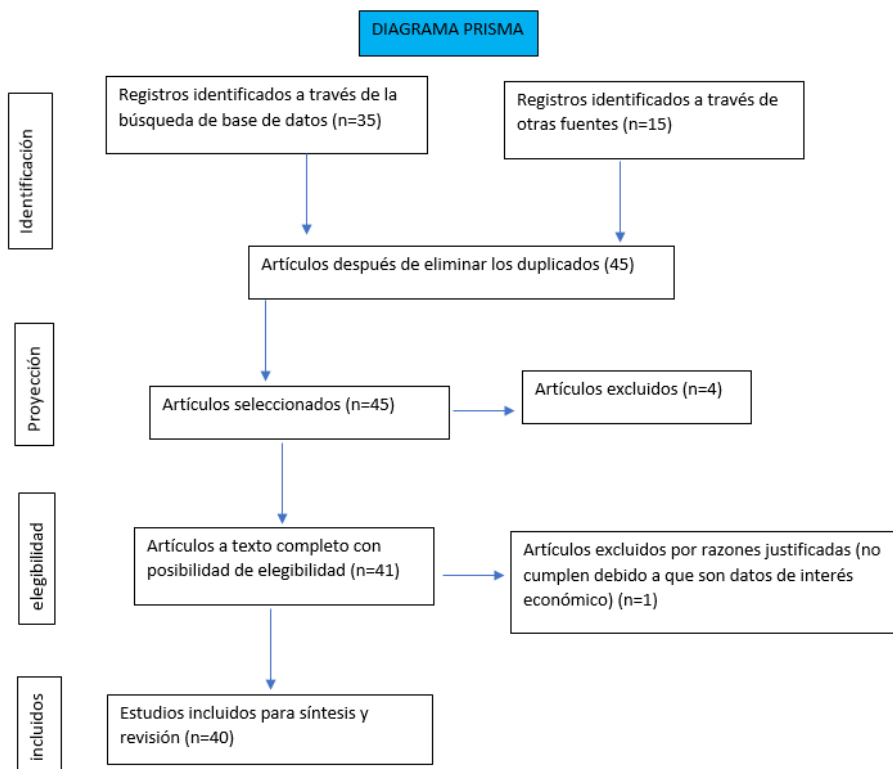 DIAGRAMA PRISMA
Identificación
Registros identificados a través de la
búsqueda de base de datos (n=35)
Registros identificados a través de
otras fuentes (n=15)
Artículos después de eliminar los duplicados (45)
Proyección
Artículos seleccionados (n=45)
Artículos excluidos (n=4)
elegibilidad
Artículos a texto completo con
posibilidad de elegibilidad (n=41)
Artículos excluidos por razones justificadas (no
cumplen debido a que son datos de interés
económico) (n=1)
incluidos
Estudios incluidos para síntesis y
revisión (n=40)